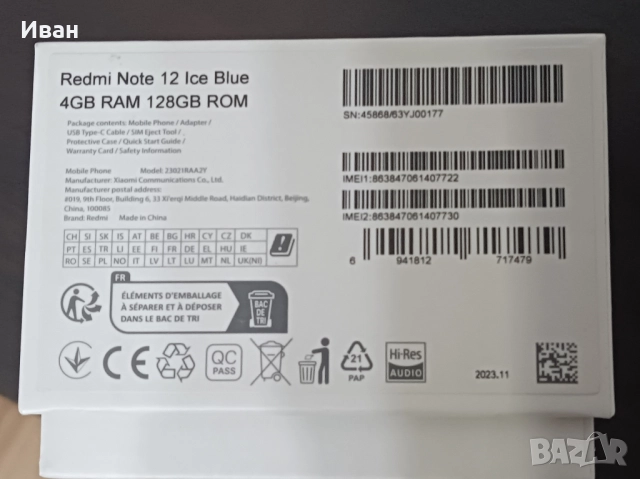 Иван
Redmi Note 12 Ice Blue
4GB RAM 128GB ROM
Package contents: Mobile Phone / Adapter /
USB Type-C Cable / SIM Eject Tool /
Protective Case / Quick Start Guide /
Warranty Card / Safety Information
Mobile Phone Model: 23021RAA2Y
Manufacturer: Xiaomi Communications Co., Ltd.
Manufacturer postal address:
#019, 9th Floor, Building 6, 33 Xi'erqi Middle Road, Haidian District, Beijing,
China, 100085
Brand: Redmi Made in China
SN:45868/63YJ00177
IMEI1:863847061407722
IMEI2:863847061407730
6 941812 717479
CH SI SK IS AT BE BG HR CY CZ DK
PT ES TR LI EE FI FR DE EL HU IE
RO SE PL NO IT LV LT LU MT NL UK(NI)
FR
ÉLÉMENTS D'EMBALLAGE
À SÉPARER ET À DÉPOSER
DANS LE BAC DE TRI
BAC
DE
TRI
CE
QC
PASS
21
PAP
Hi-Res
AUDIO
2023.11
BAZAR